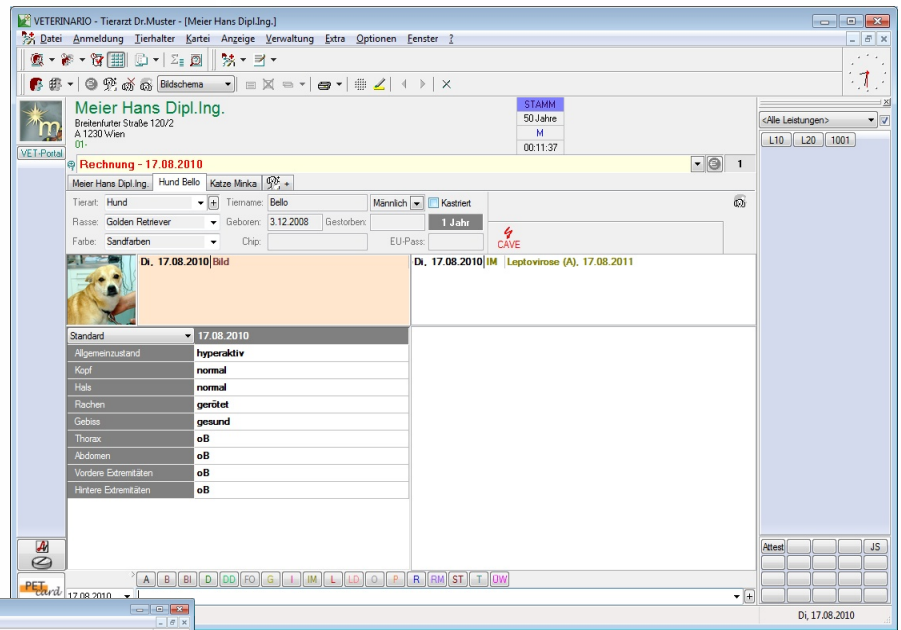 VETERINARIO - Tierarzt Dr.Muster - [Meier Hans Dipl.Ing.]
Datei Anmeldung Tierhalter Kartei Anzeige Verwaltung Extra Optionen Fenster ?
Bildschema
Meier Hans Dipl.Ing.
Breitenfurter Straße 120/2
A 1230 Wien
01-
STAMM
50 Jahre
M
00:11:37
<Alle Leistungen>
L10 L20 1001
VET-Portal
Rechnung - 17.08.2010 1
Meier Hans Dipl.Ing. Hund Bello Katze Minka +
Tierart: Hund + Tiername: Bello Männlich Kastriert
Rasse: Golden Retriever Geboren: 3.12.2008 Gestorben: 1 Jahr
Farbe: Sandfarben Chip: EU-Pass: CAVE
Di, 17.08.2010 Bild Di, 17.08.2010 IM Leptovirose (A), 17.08.2011
Standard 17.08.2010
Allgemeinzustand hyperaktiv
Kopf normal
Hals normal
Rachen gerötet
Gebiss gesund
Thorax oB
Abdomen oB
Vordere Extremitäten oB
Hintere Extremitäten oB
Attest JS
A B BI D DD FO G I IM L LD O P R RM ST T ÜW
PETcard
17.08.2010
Di, 17.08.2010